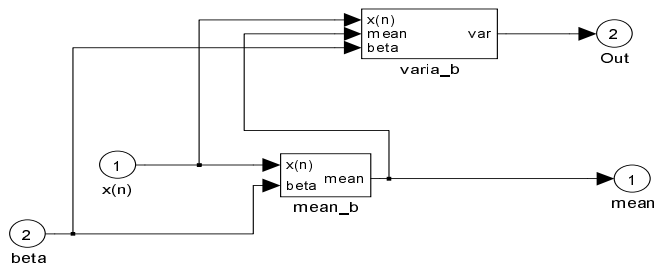 x(n)
mean var
beta
varia_b
2
Out
1
x(n)
x(n)
beta mean
mean_b
1
mean
2
beta